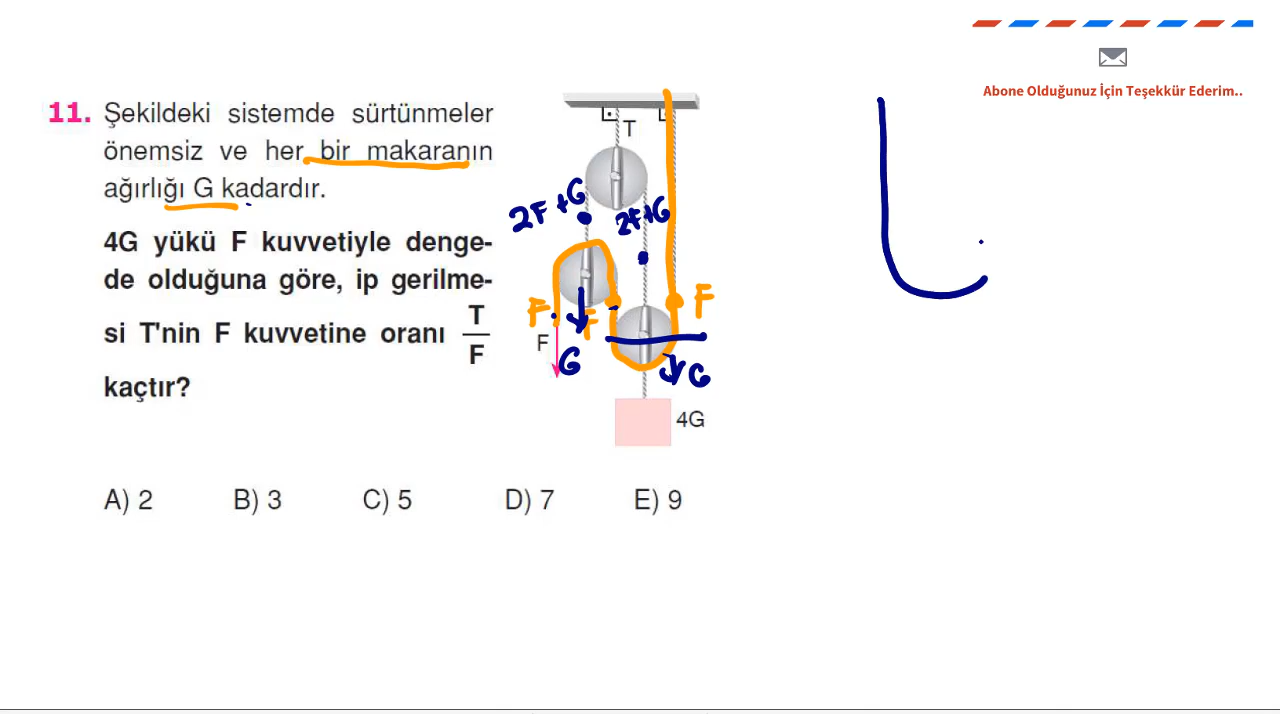 Abone Olduğunuz İçin Teşekkür Ederim..
11. Şekildeki sistemde sürtünmeler
önemsiz ve her bir makaranın
ağırlığı G kadardır.
4G yükü F kuvvetiyle denge-
de olduğuna göre, ip gerilme-
si T'nin F kuvvetine oranı T/F
kaçtır?
T
2F+G
2F+G
F
F
F
F
G
G
4G
A) 2 B) 3 C) 5 D) 7 E) 9